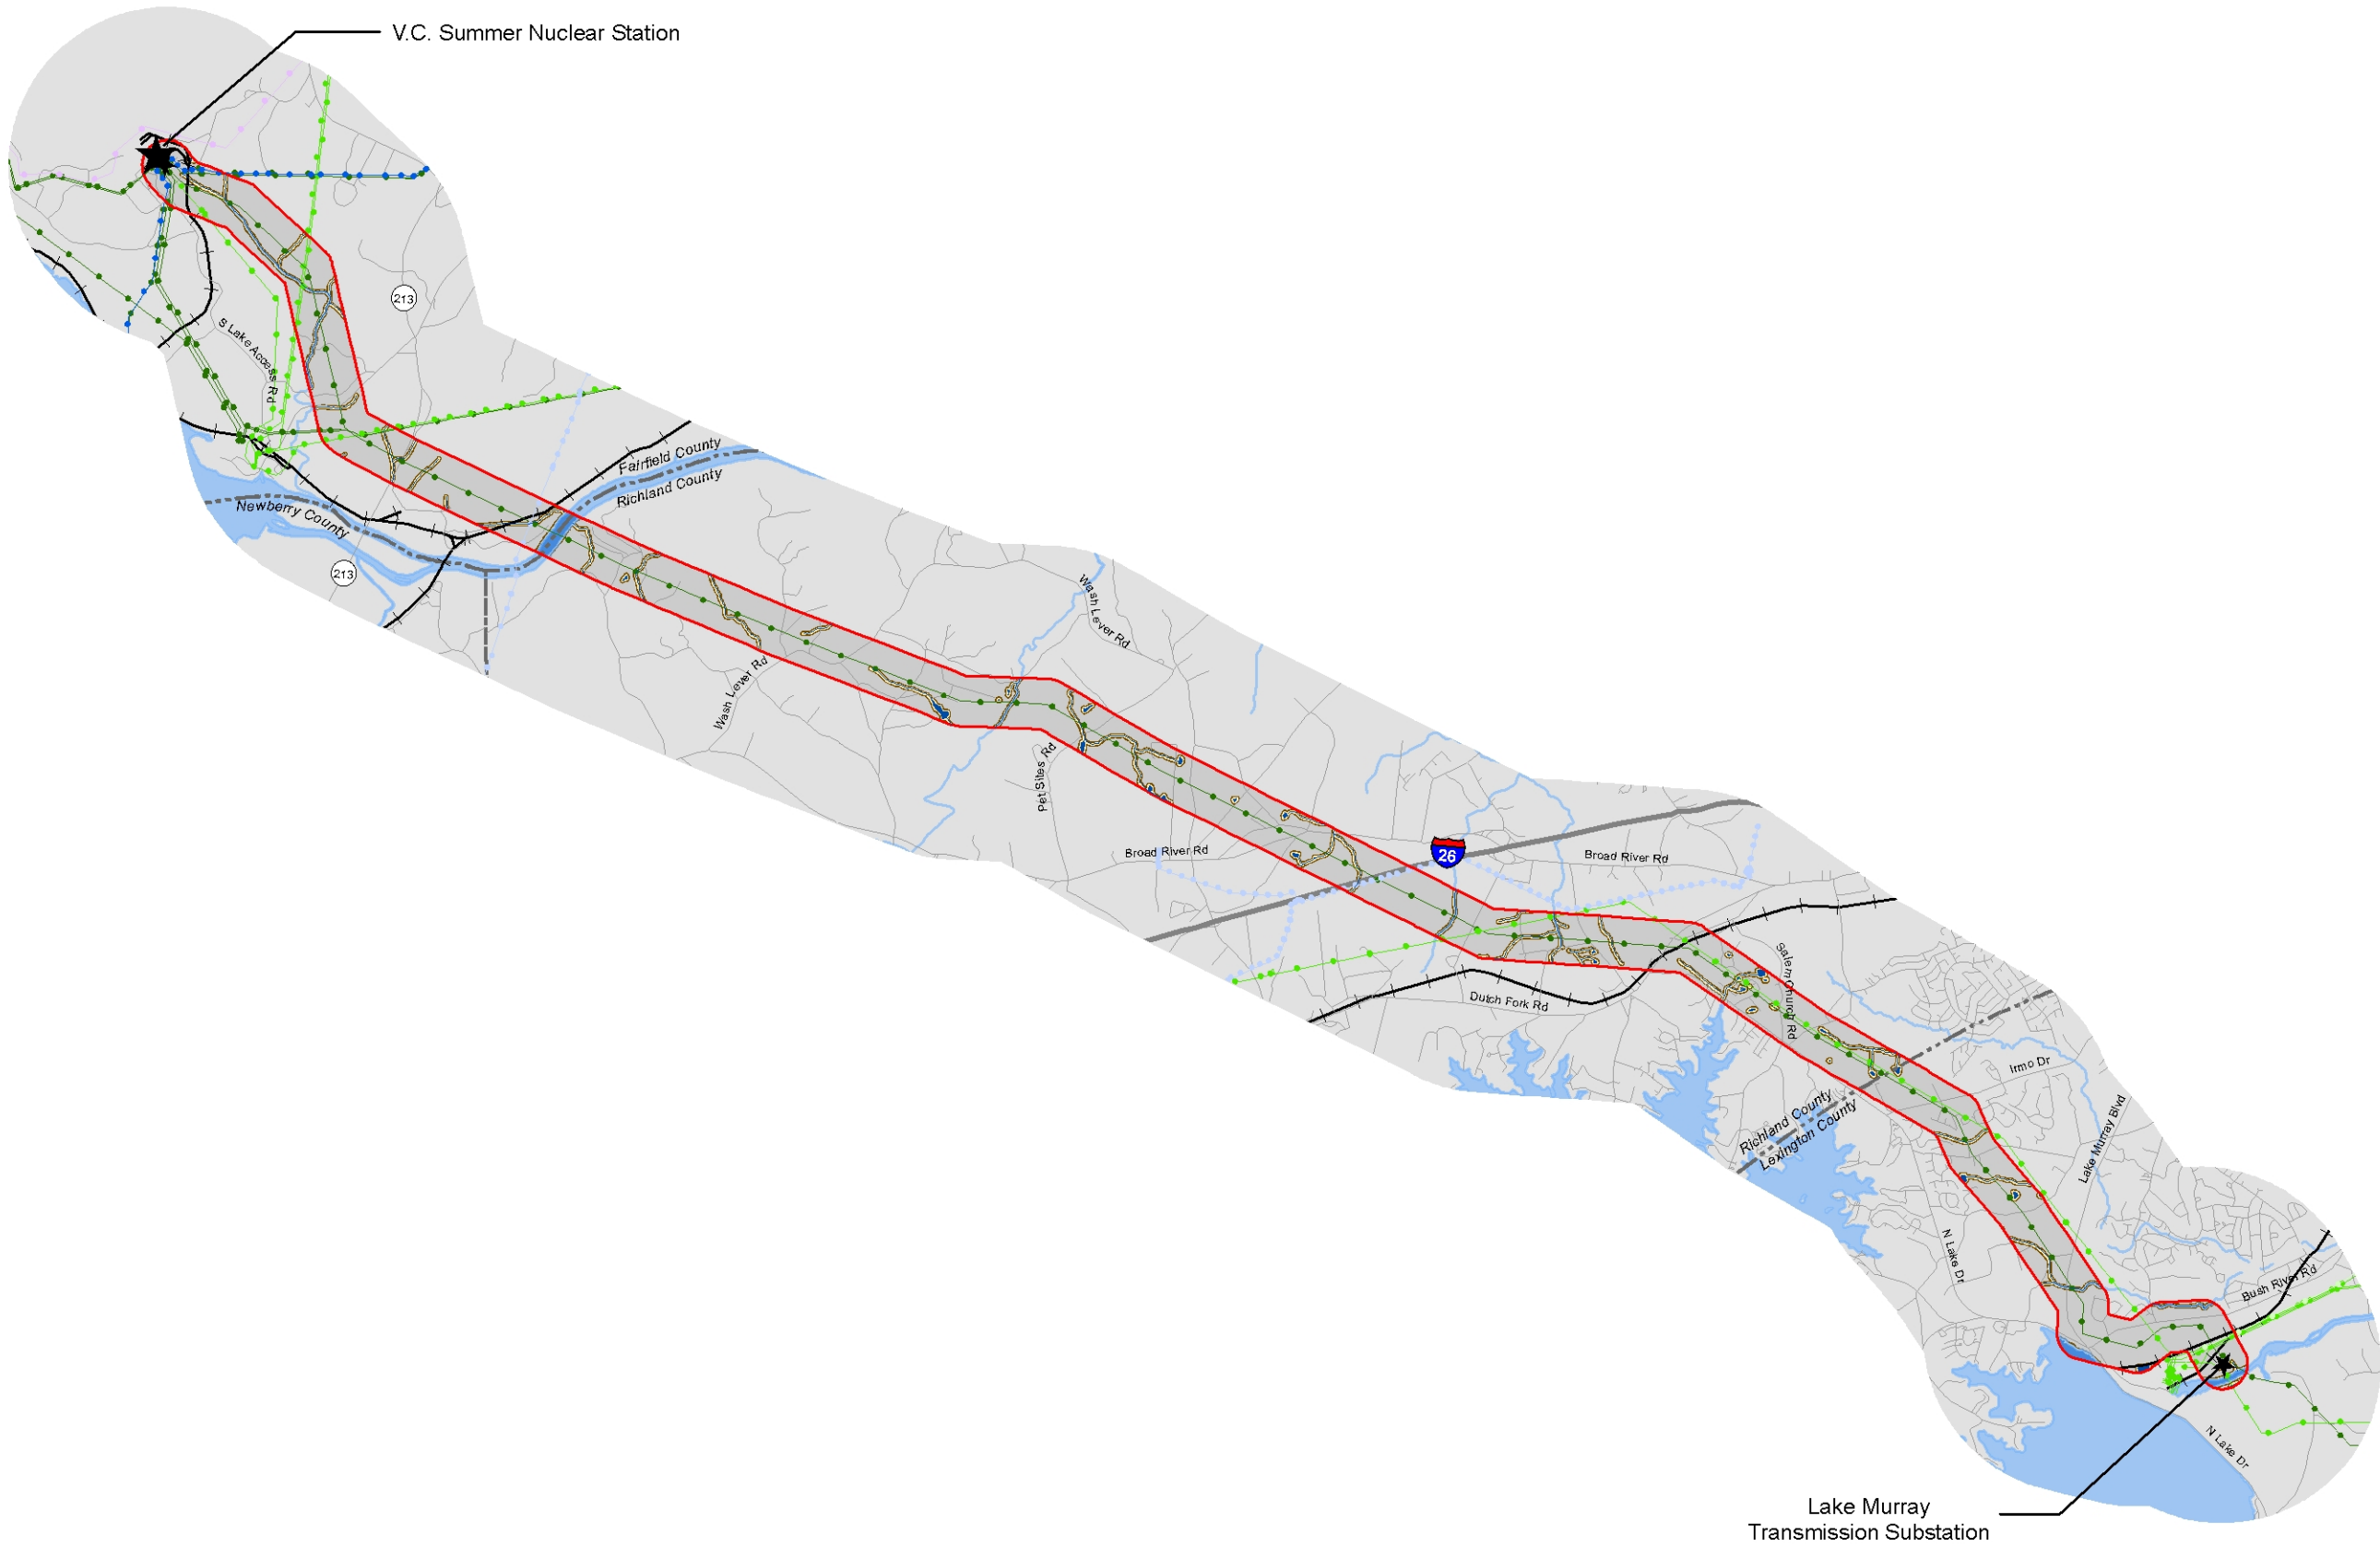 V.C. Summer Nuclear Station
213
S Lake Access Rd
Fairfield County
Richland County
Newberry County
213
Wash Lever Rd
Wash Lever Rd
Pet Sites Rd
Broad River Rd
26
Broad River Rd
Dutch Fork Rd
Salem Church Rd
Irmo Dr
Richland County
Lexington County
Lake Murray Blvd
N Lake Dr
Bush River Rd
N Lake Dr
Lake Murray
Transmission Substation